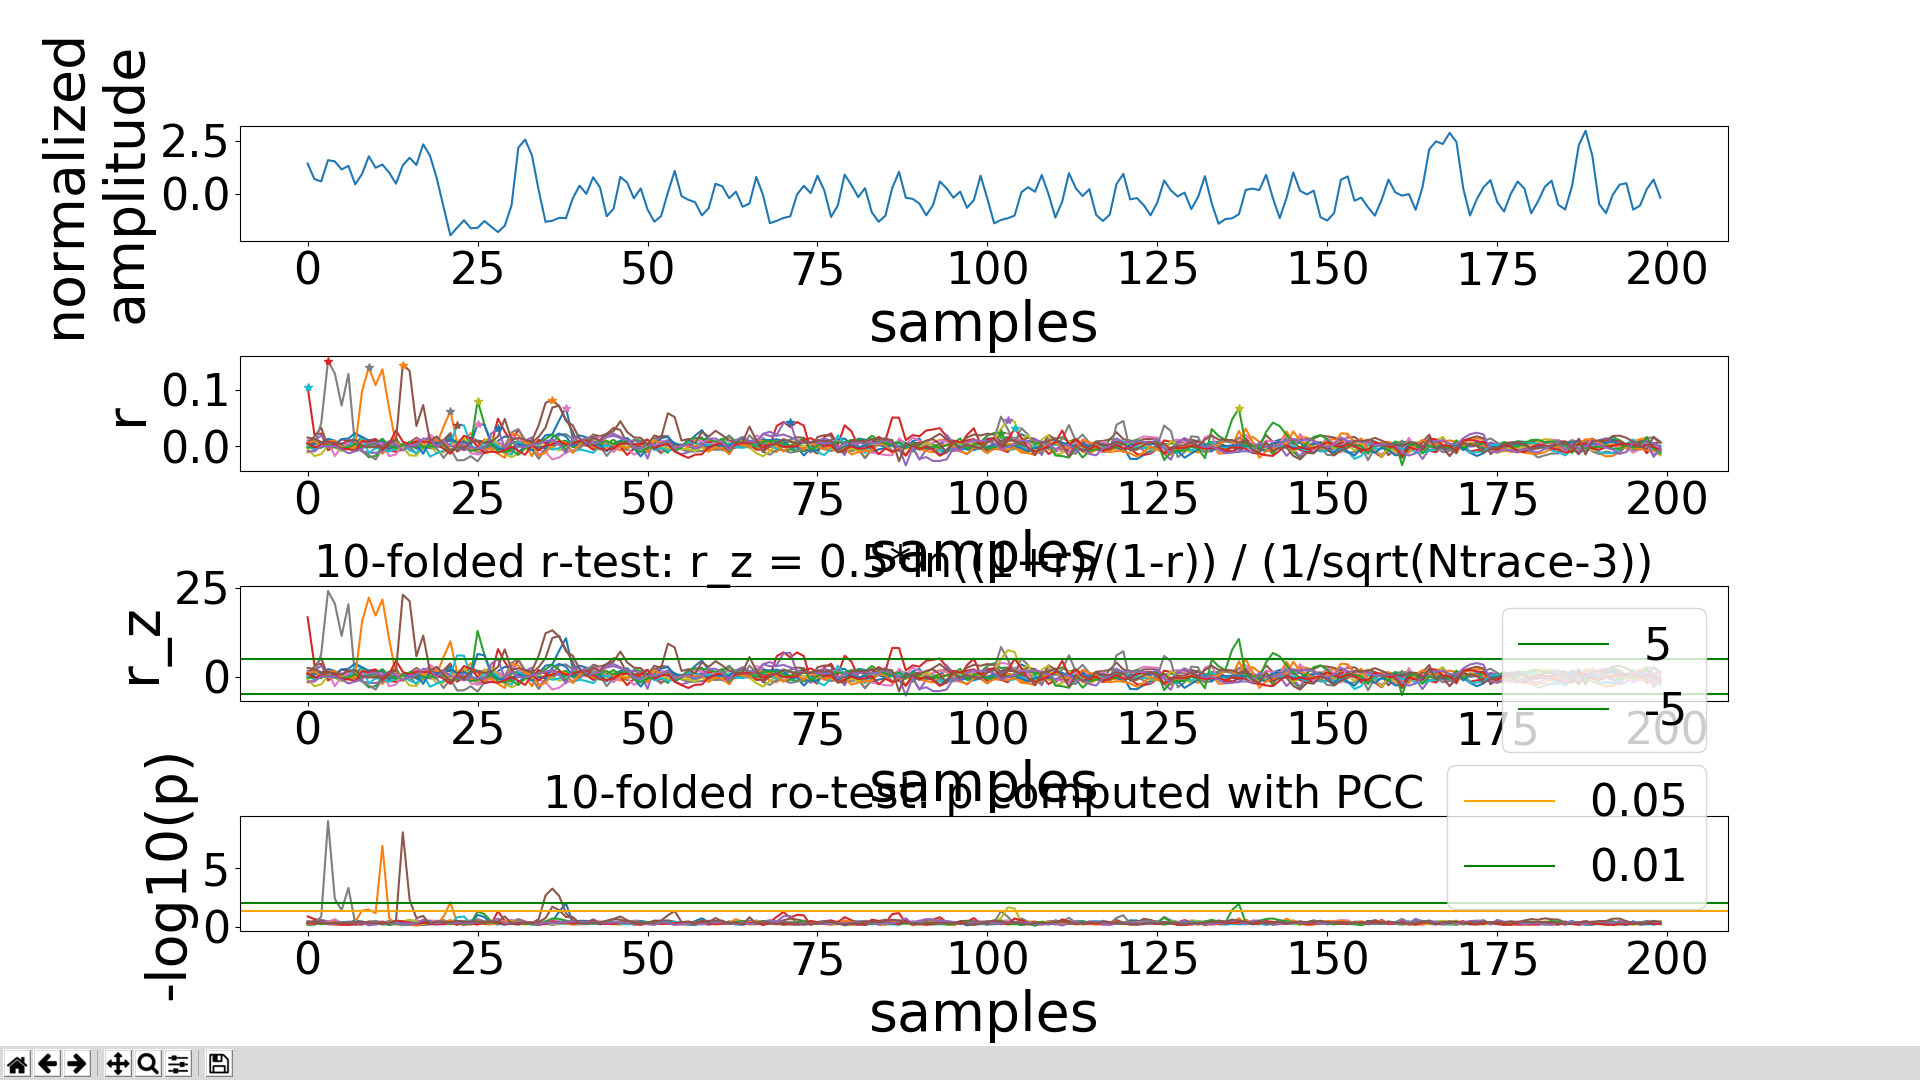 normalized
amplitude
2.5
0.0
0 25 50 75 100 125 150 175 200
samples
r
0.1
0.0
0 25 50 75 100 125 150 175 200
samples
10-folded r-test: r_z = 0.5*ln((1+r)/(1-r)) / (1/sqrt(Ntrace-3))
r_z
25
0
5
-5
0 25 50 75 100 125 150 175 200
samples
10-folded ro-test: p computed with PCC
-log10(p)
5
0
0.05
0.01
0 25 50 75 100 125 150 175 200
samples